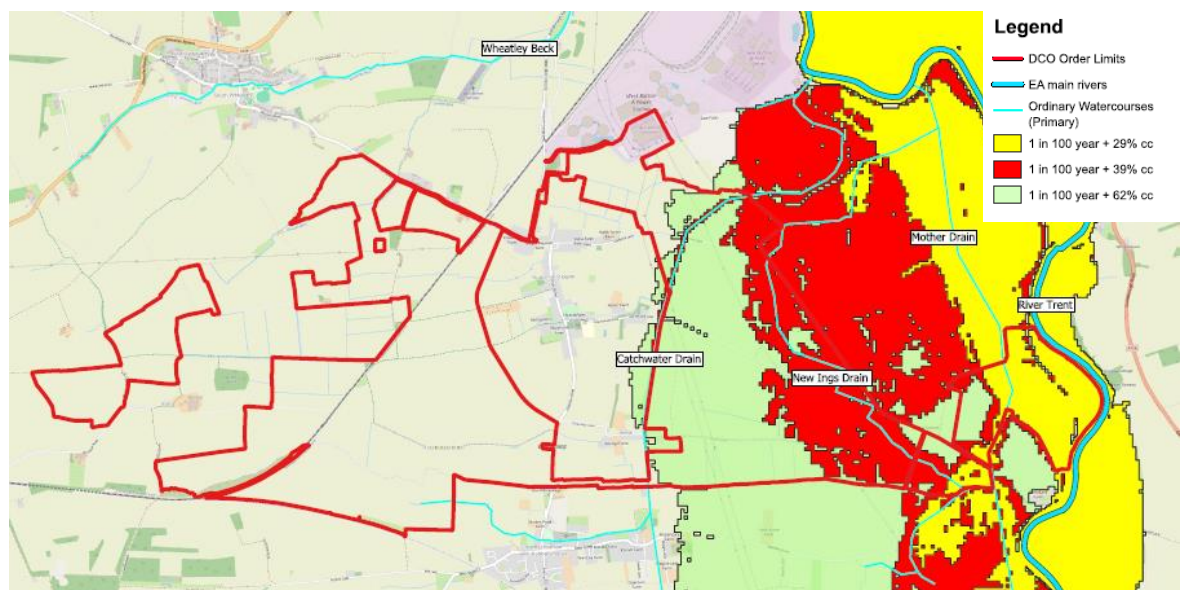 Legend
DCO Order Limits
EA main rivers
Ordinary Watercourses
(Primary)
1 in 100 year + 29% cc
1 in 100 year + 39% cc
1 in 100 year + 62% cc
Wheatley Beck
Mother Drain
River Trent
Catchwater Drain
New Ings Drain